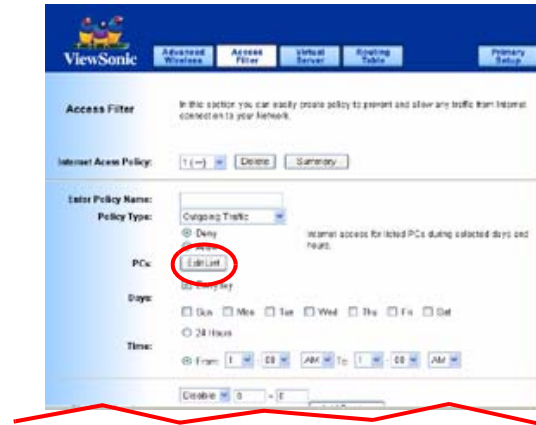 ViewSonic
Advanced Wireless
Access Filter
Virtual Server
Routing Table
Primary Setup
Access Filter
In this section you can easily create policy to prevent and allow any traffic from Internet
connection to your Network.
Internet Acess Policy:
1 (--)
Delete
Summary
Enter Policy Name:
Policy Type:
Outgoing Traffic
Deny
Internet access for listed PCs during selected days and
hours.
PCs:
Edit List
Days:
Sun Mon Tue Wed Thu Fri Sat
24 Hours
Time:
From: 1 : 00 AM To: 1 : 00 AM
Disable 0 ~ 0